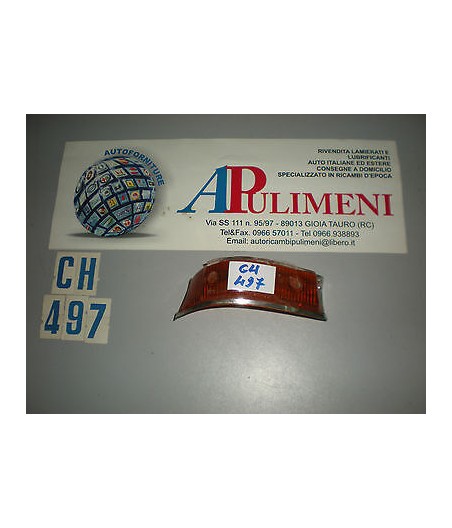 AUTOFORNITURE
RIVENDITA LAMIERATI E
LUBRIFICANTI
AUTO ITALIANE ED ESTERE
CONSEGNE A DOMICILIO
SPECIALIZZATO IN RICAMBI D'EPOCA
APULIMENI
Via SS 111 n. 95/97 - 89013 GIOIA TAURO (RC)
Tel&Fax. 0966 57011 - Tel 0966.938893
Email: autoricambipulimeni@libero.it
CH
497
CH
497